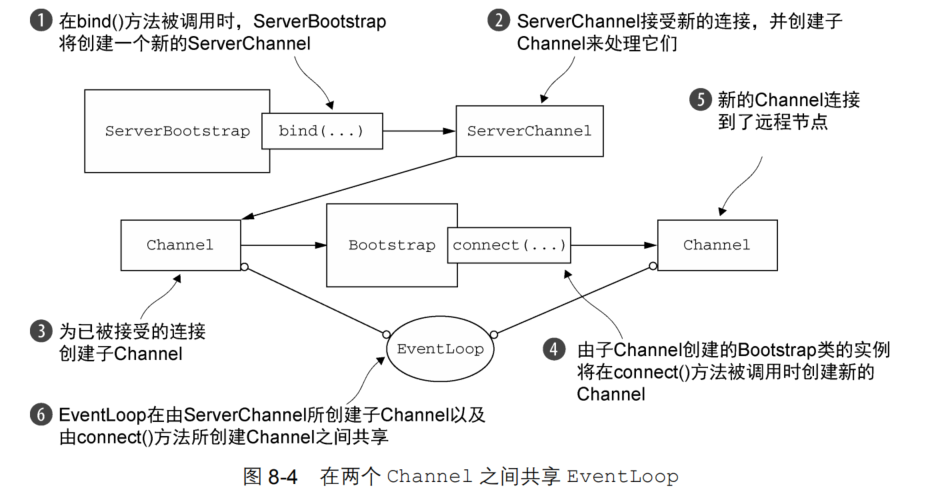 ❶ 在bind()方法被调用时，ServerBootstrap
将创建一个新的ServerChannel
❷ ServerChannel接受新的连接，并创建子
Channel来处理它们
❺ 新的Channel连接
到了远程节点
ServerBootstrap
bind(...)
ServerChannel
Channel
Bootstrap
connect(...)
Channel
❸ 为已被接受的连接
创建子Channel
EventLoop
❹ 由子Channel创建的Bootstrap类的实例
将在connect()方法被调用时创建新的
Channel
❻ EventLoop在由ServerChannel所创建子Channel以及
由connect()方法所创建Channel之间共享
图 8-4 在两个 Channel 之间共享 EventLoop